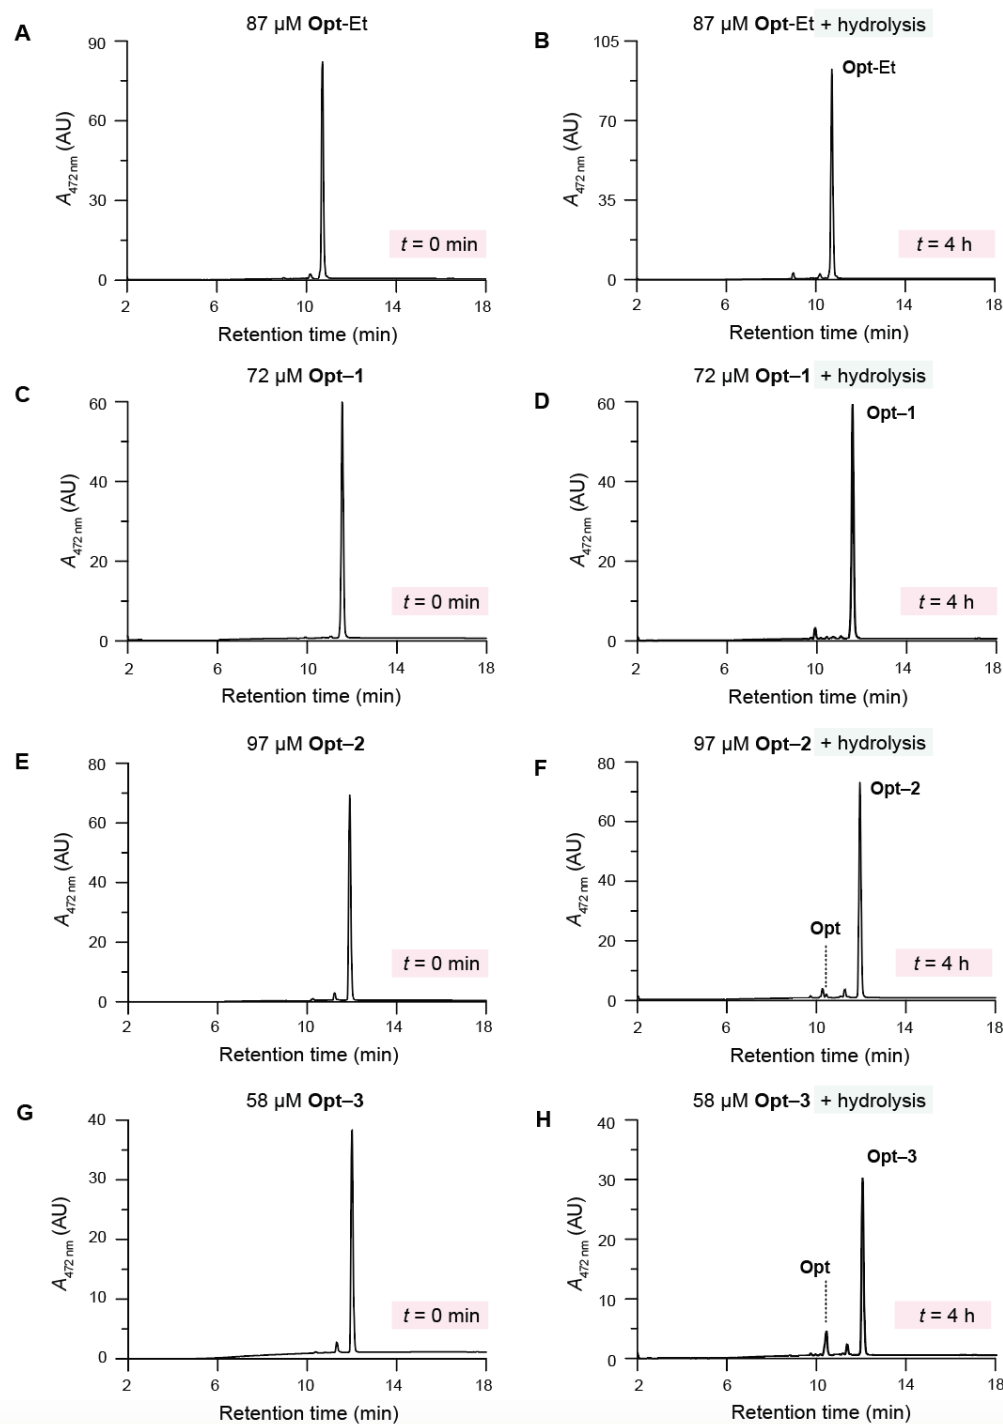 A
87 µM Opt-Et
90
60
30
0
A472 nm (AU)
t = 0 min
2 6 10 14 18
Retention time (min)
B
87 µM Opt-Et + hydrolysis
105
70
35
0
A472 nm (AU)
Opt-Et
t = 4 h
2 6 10 14 18
Retention time (min)
C
72 µM Opt–1
60
40
20
0
A472 nm (AU)
t = 0 min
2 6 10 14 18
Retention time (min)
D
72 µM Opt–1 + hydrolysis
60
40
20
0
A472 nm (AU)
Opt–1
t = 4 h
2 6 10 14 18
Retention time (min)
E
97 µM Opt–2
80
60
40
20
0
A472 nm (AU)
t = 0 min
2 6 10 14 18
Retention time (min)
F
97 µM Opt–2 + hydrolysis
80
60
40
20
0
A472 nm (AU)
Opt–2
Opt
t = 4 h
2 6 10 14 18
Retention time (min)
G
58 µM Opt–3
40
30
20
10
0
A472 nm (AU)
t = 0 min
2 6 10 14 18
Retention time (min)
H
58 µM Opt–3 + hydrolysis
40
30
20
10
0
A472 nm (AU)
Opt–3
Opt
t = 4 h
2 6 10 14 18
Retention time (min)